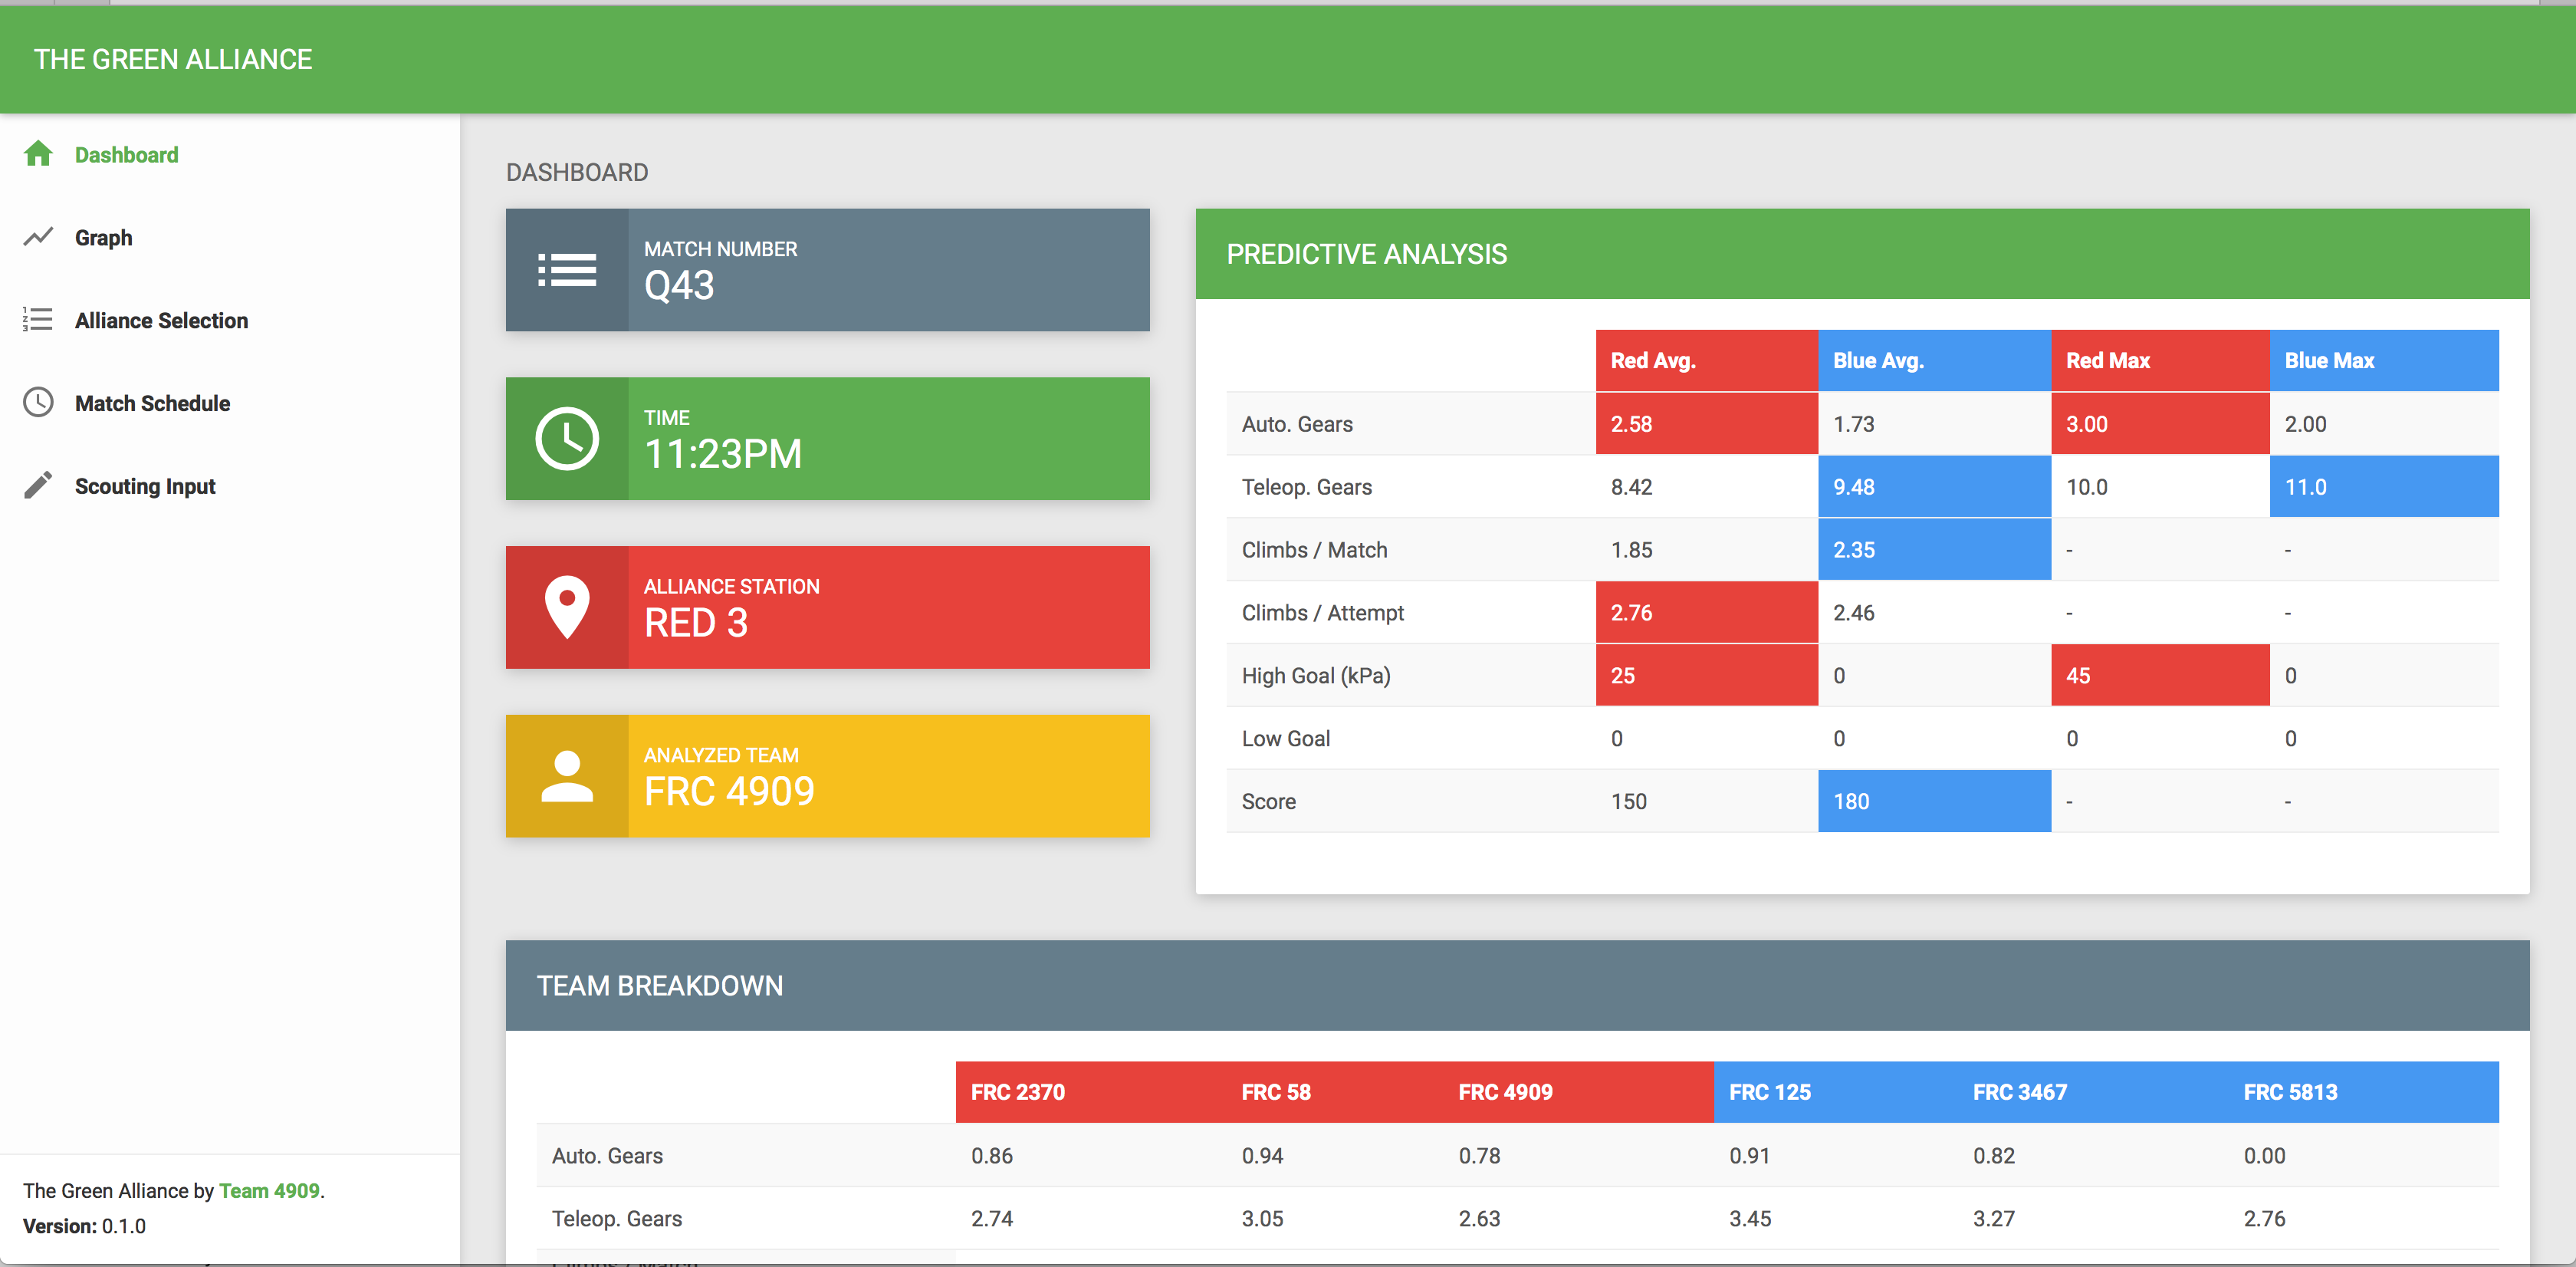 THE GREEN ALLIANCE
Dashboard
Graph
Alliance Selection
Match Schedule
Scouting Input
The Green Alliance by Team 4909.
Version: 0.1.0
DASHBOARD
MATCH NUMBER
Q43
TIME
11:23PM
ALLIANCE STATION
RED 3
ANALYZED TEAM
FRC 4909
PREDICTIVE ANALYSIS
Red Avg. Blue Avg. Red Max Blue Max
Auto. Gears 2.58 1.73 3.00 2.00
Teleop. Gears 8.42 9.48 10.0 11.0
Climbs / Match 1.85 2.35 - -
Climbs / Attempt 2.76 2.46 - -
High Goal (kPa) 25 0 45 0
Low Goal 0 0 0 0
Score 150 180 - -
TEAM BREAKDOWN
FRC 2370 FRC 58 FRC 4909 FRC 125 FRC 3467 FRC 5813
Auto. Gears 0.86 0.94 0.78 0.91 0.82 0.00
Teleop. Gears 2.74 3.05 2.63 3.45 3.27 2.76